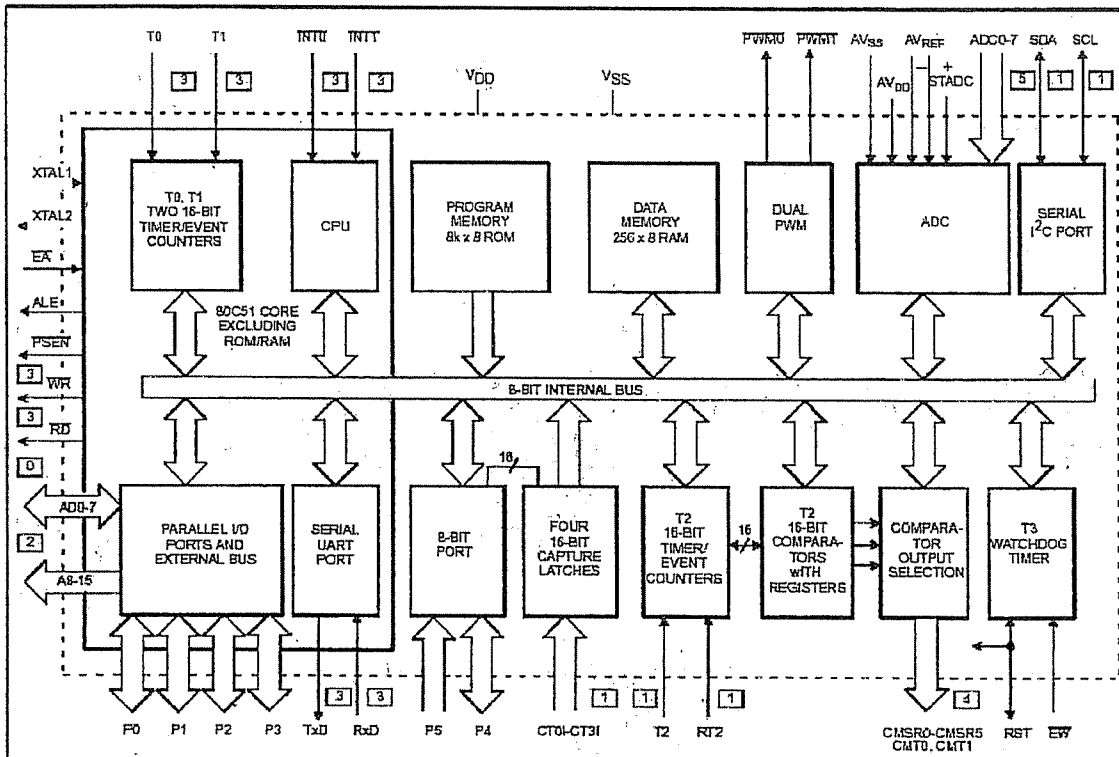 T0 T1 INT0 INT1 PWM0 PWM1 AVSS AVREF ADC0-7 SDA SCL
3 3 3 3 VDD VSS AVDD − + STADC 5 1 1
XTAL1
XTAL2
EA
ALE
PSEN
3
WR
3
RD
0
AD0-7
2
A8-15
T0, T1
TWO 16-BIT
TIMER/EVENT
COUNTERS
CPU
PROGRAM
MEMORY
8k x 8 ROM
DATA
MEMORY
256 x 8 RAM
DUAL
PWM
ADC
SERIAL
I2C PORT
80C51 CORE
EXCLUDING
ROM/RAM
8-BIT INTERNAL BUS
PARALLEL I/O
PORTS AND
EXTERNAL BUS
SERIAL
UART
PORT
8-BIT
PORT
16
FOUR
16-BIT
CAPTURE
LATCHES
T2
16-BIT
TIMER/
EVENT
COUNTERS
16
T2
16-BIT
COMPARA-
TORS
wITH
REGISTERS
COMPARA-
TOR
OUTPUT
SELECTION
T3
WATCHDOG
TIMER
3 3 1 1 1
P0 P1 P2 P3 TxD RxD P5 P4 CT0I-CT3I T2 RT2
CMSR0-CMSR5
CMT0, CMT1
RST EW